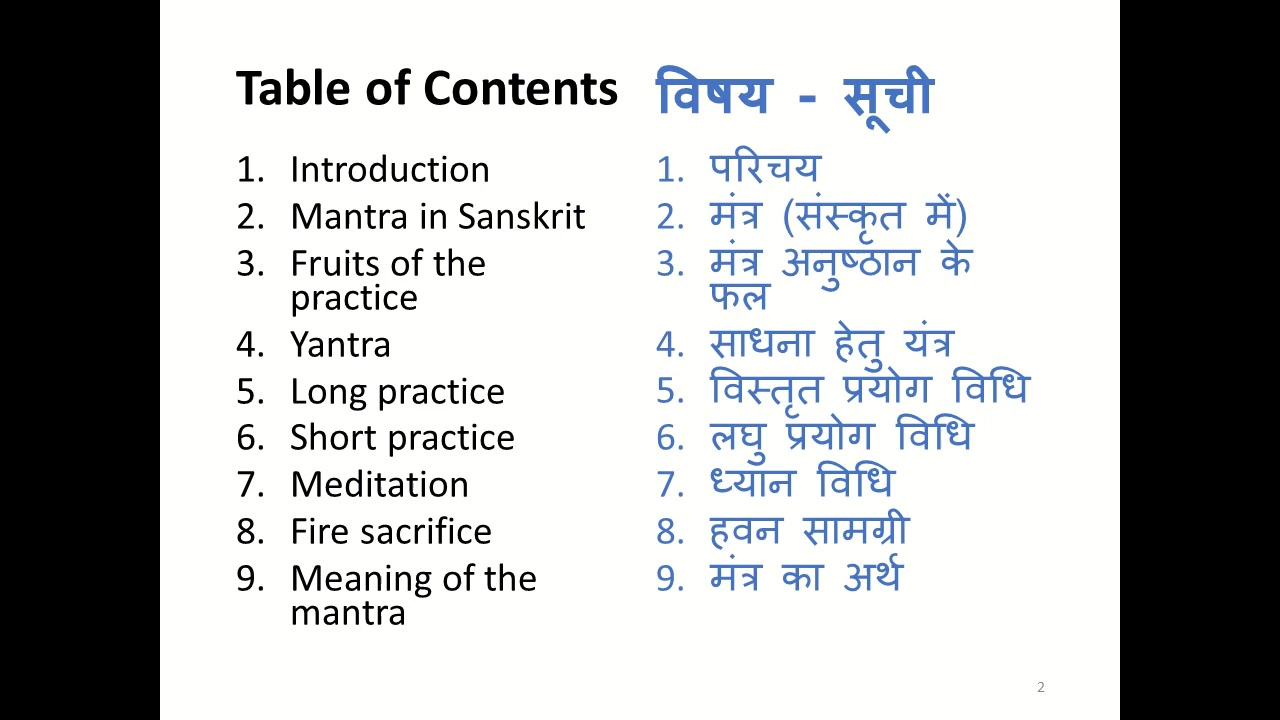 Table of Contents
1. Introduction
2. Mantra in Sanskrit
3. Fruits of the
practice
4. Yantra
5. Long practice
6. Short practice
7. Meditation
8. Fire sacrifice
9. Meaning of the
mantra
विषय - सूची
1. परिचय
2. मंत्र (संस्कृत में)
3. मंत्र अनुष्ठान के
फल
4. साधना हेतु यंत्र
5. विस्तृत प्रयोग विधि
6. लघु प्रयोग विधि
7. ध्यान विधि
8. हवन सामग्री
9. मंत्र का अर्थ
2